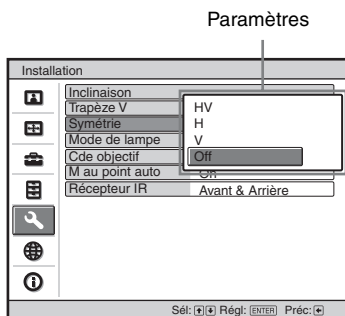 Paramètres
Installation
Inclinaison
Trapèze V
Symétrie
Mode de lampe
Cde objectif
M au point auto
Récepteur IR
HV
H
V
Off
On
Avant & Arrière
Sél: Régl: ENTER Préc: